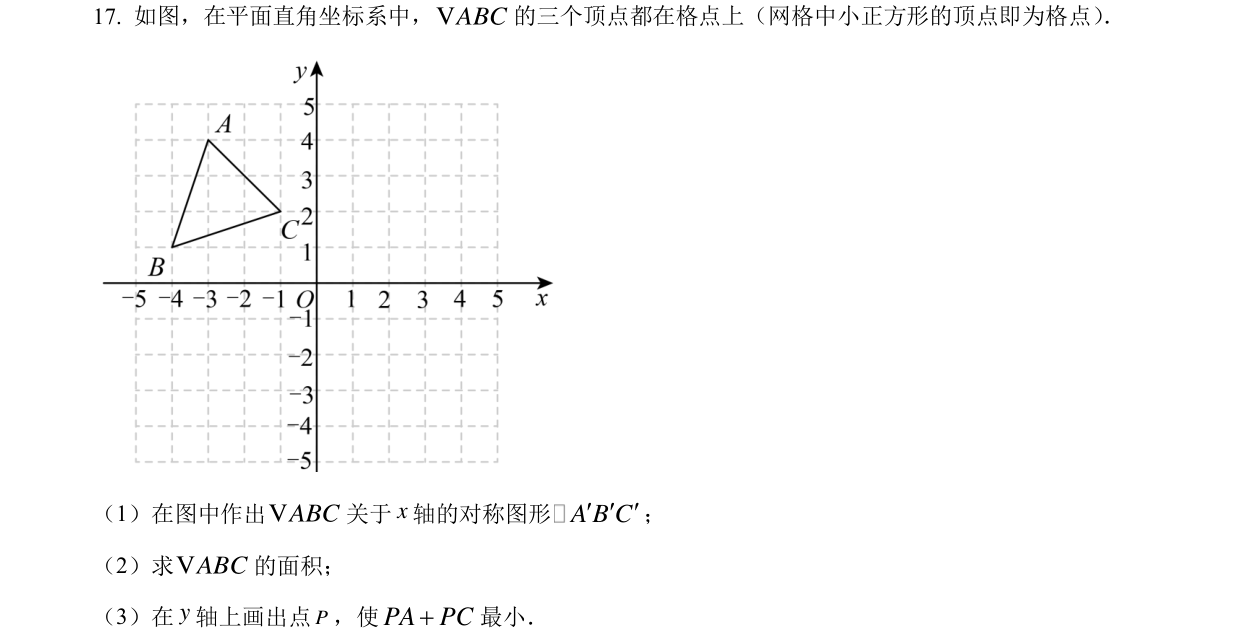 17. 如图，在平面直角坐标系中，VABC 的三个顶点都在格点上（网格中小正方形的顶点即为格点）.
y
5
A
4
3
2
C
1
B
−5 −4 −3 −2 −1 O 1 2 3 4 5 x
−1
−2
−3
−4
−5
（1）在图中作出VABC 关于 x 轴的对称图形□A′B′C′；
（2）求VABC 的面积；
（3）在 y 轴上画出点 P，使 PA + PC 最小.